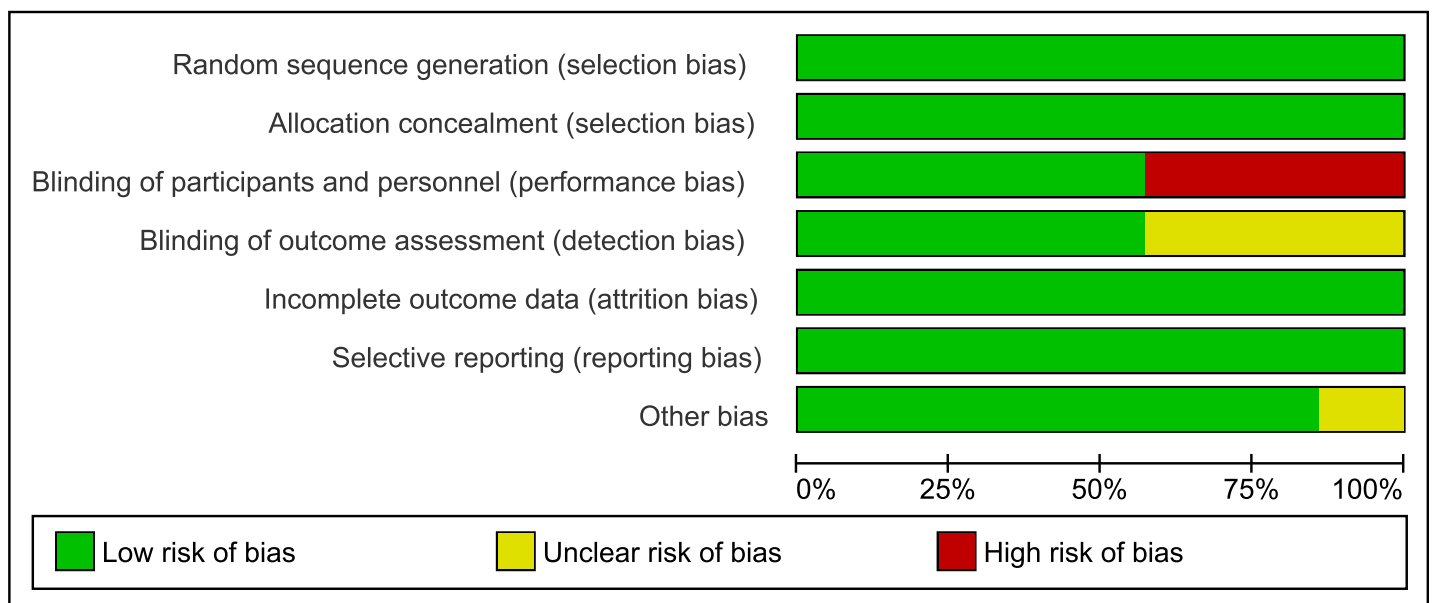 Random sequence generation (selection bias)
Allocation concealment (selection bias)
Blinding of participants and personnel (performance bias)
Blinding of outcome assessment (detection bias)
Incomplete outcome data (attrition bias)
Selective reporting (reporting bias)
Other bias
0% 25% 50% 75% 100%
Low risk of bias Unclear risk of bias High risk of bias